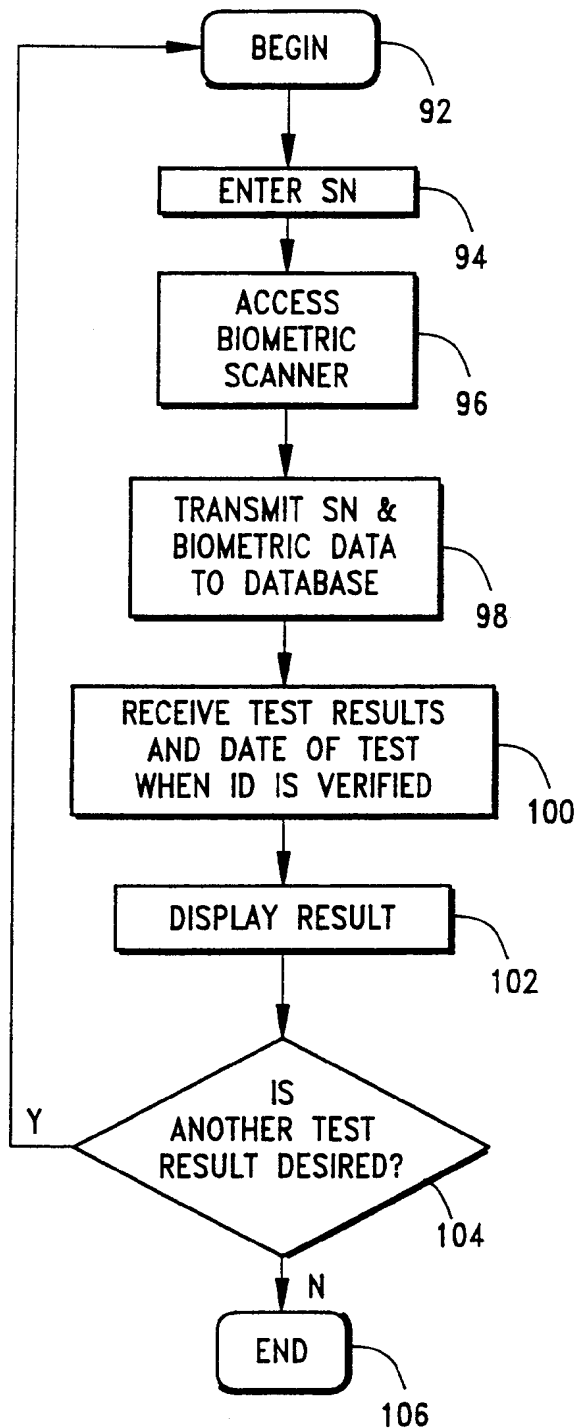 BEGIN
92
ENTER SN
94
ACCESS
BIOMETRIC
SCANNER
96
TRANSMIT SN &
BIOMETRIC DATA
TO DATABASE
98
RECEIVE TEST RESULTS
AND DATE OF TEST
WHEN ID IS VERIFIED
100
DISPLAY RESULT
102
IS
ANOTHER TEST
RESULT DESIRED?
104
Y
N
END
106